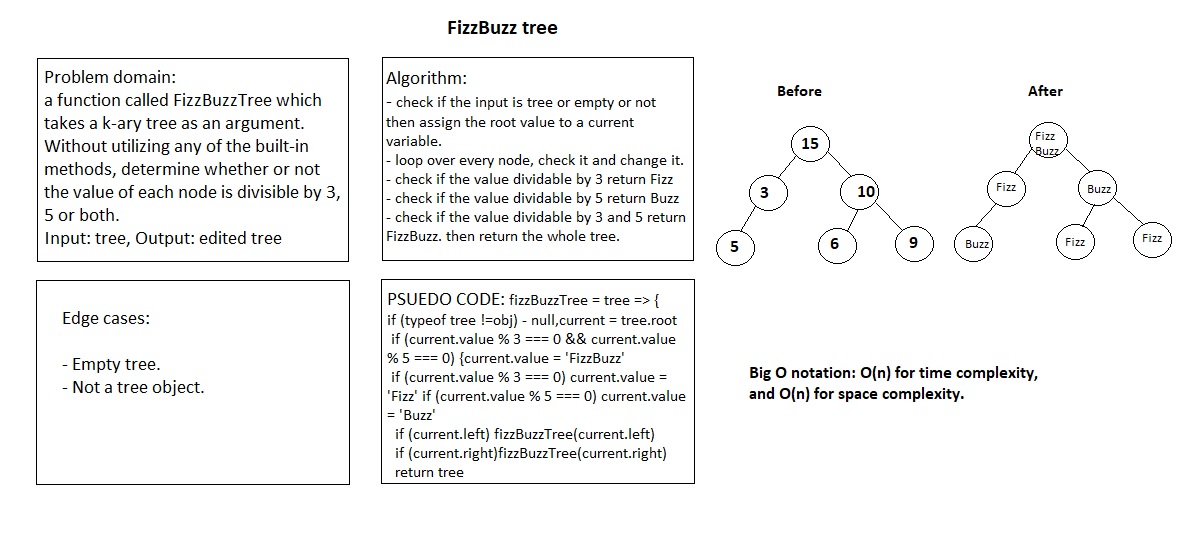 FizzBuzz tree
Problem domain:
a function called FizzBuzzTree which
takes a k-ary tree as an argument.
Without utilizing any of the built-in
methods, determine whether or not
the value of each node is divisible by 3,
5 or both.
Input: tree, Output: edited tree
Algorithm:
- check if the input is tree or empty or not
then assign the root value to a current
variable.
- loop over every node, check it and change it.
- check if the value dividable by 3 return Fizz
- check if the value dividable by 5 return Buzz
- check if the value dividable by 3 and 5 return
FizzBuzz. then return the whole tree.
Before
15
3
10
5
6
9
After
Fizz
Buzz
Fizz
Buzz
Buzz
Fizz
Fizz
Edge cases:
- Empty tree.
- Not a tree object.
PSUEDO CODE: fizzBuzzTree = tree => {
if (typeof tree !=obj) - null,current = tree.root
if (current.value % 3 === 0 && current.value
% 5 === 0) {current.value = 'FizzBuzz'
if (current.value % 3 === 0) current.value =
'Fizz' if (current.value % 5 === 0) current.value
= 'Buzz'
if (current.left) fizzBuzzTree(current.left)
if (current.right)fizzBuzzTree(current.right)
return tree
Big O notation: O(n) for time complexity,
and O(n) for space complexity.